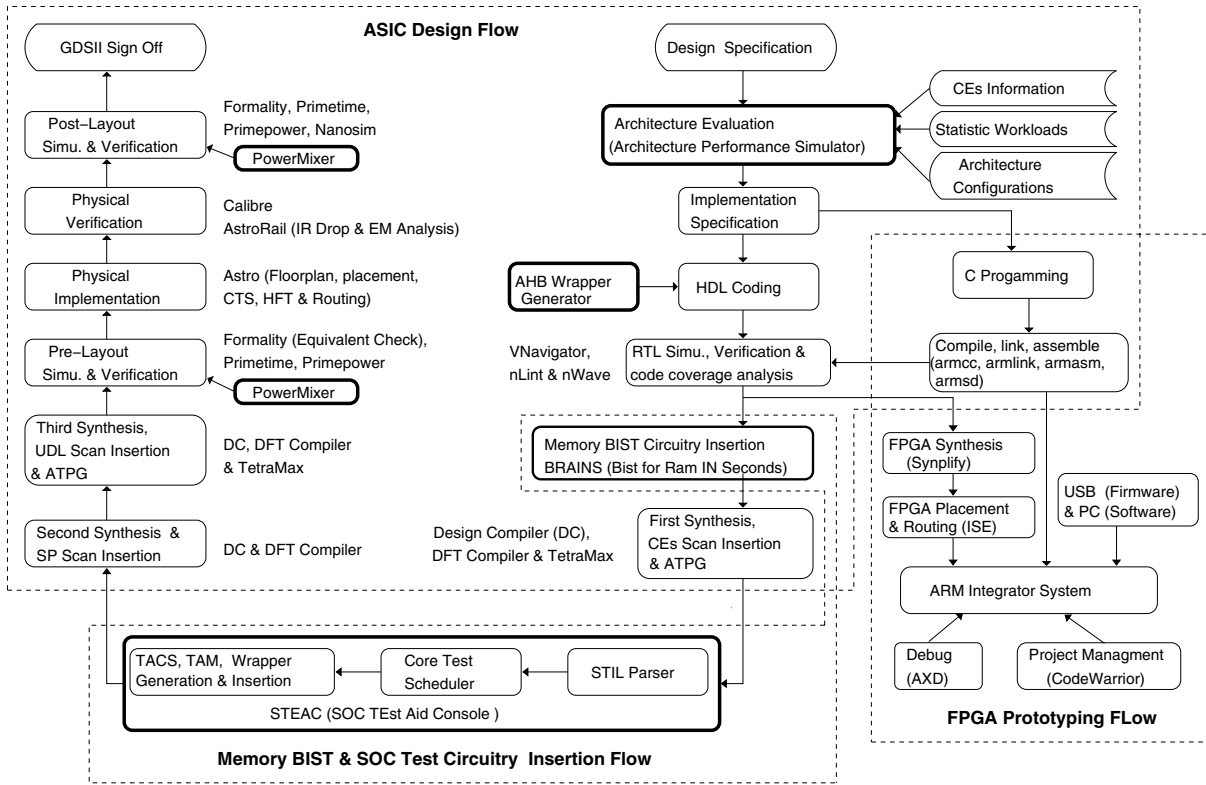 ASIC Design Flow
GDSII Sign Off
Post–Layout
Simu. & Verification
Formality, Primetime,
Primepower, Nanosim
PowerMixer
Physical
Verification
Calibre
AstroRail (IR Drop & EM Analysis)
Physical
Implementation
Astro (Floorplan, placement,
CTS, HFT & Routing)
Pre–Layout
Simu. & Verification
Formality (Equivalent Check),
Primetime, Primepower
PowerMixer
Third Synthesis,
UDL Scan Insertion
& ATPG
DC, DFT Compiler
& TetraMax
Second Synthesis &
SP Scan Insertion
DC & DFT Compiler
Design Specification
Architecture Evaluation
(Architecture Performance Simulator)
CEs Information
Statistic Workloads
Architecture
Configurations
Implementation
Specification
AHB Wrapper
Generator
HDL Coding
VNavigator,
nLint & nWave
RTL Simu., Verification &
code coverage analysis
Memory BIST Circuitry Insertion
BRAINS (Bist for Ram IN Seconds)
Design Compiler (DC),
DFT Compiler & TetraMax
First Synthesis,
CEs Scan Insertion
& ATPG
C Progamming
Compile, link, assemble
(armcc, armlink, armasm,
armsd)
FPGA Synthesis
(Synplify)
FPGA Placement
& Routing (ISE)
USB (Firmware)
& PC (Software)
ARM Integrator System
Debug
(AXD)
Project Managment
(CodeWarrior)
FPGA Prototyping FLow
TACS, TAM, Wrapper
Generation & Insertion
Core Test
Scheduler
STIL Parser
STEAC (SOC TEst Aid Console )
Memory BIST & SOC Test Circuitry Insertion Flow